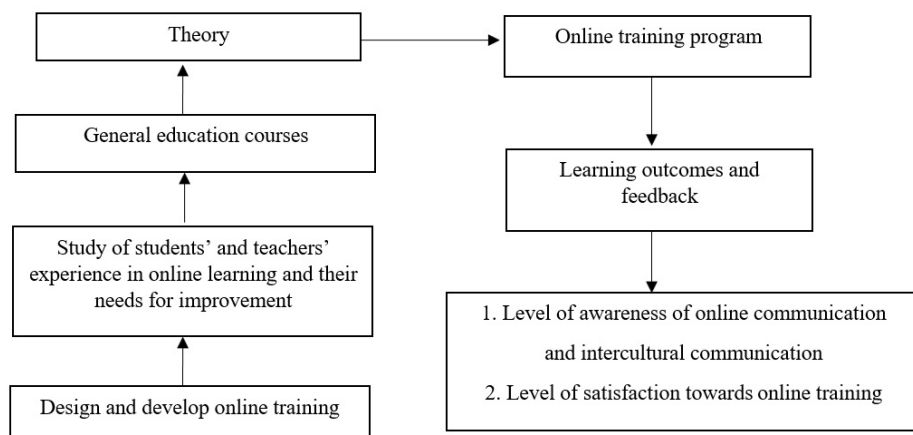 Theory
Online training program
General education courses
Learning outcomes and
feedback
Study of students’ and teachers’
experience in online learning and their
needs for improvement
1. Level of awareness of online communication
and intercultural communication
2. Level of satisfaction towards online training
Design and develop online training